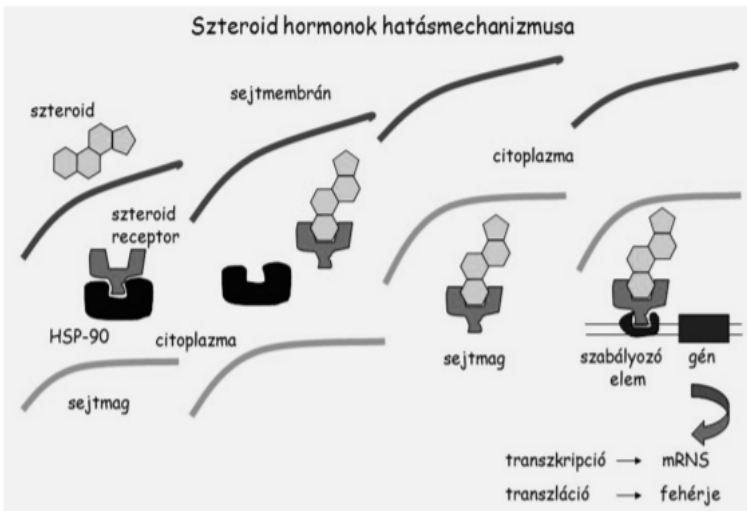 Szteroid hormonok hatásmechanizmusa
szteroid
sejtmembrán
citoplazma
szteroid
receptor
HSP-90
citoplazma
sejtmag
sejtmag
szabályozó
elem
gén
transzkripció → mRNS
transzláció → fehérje